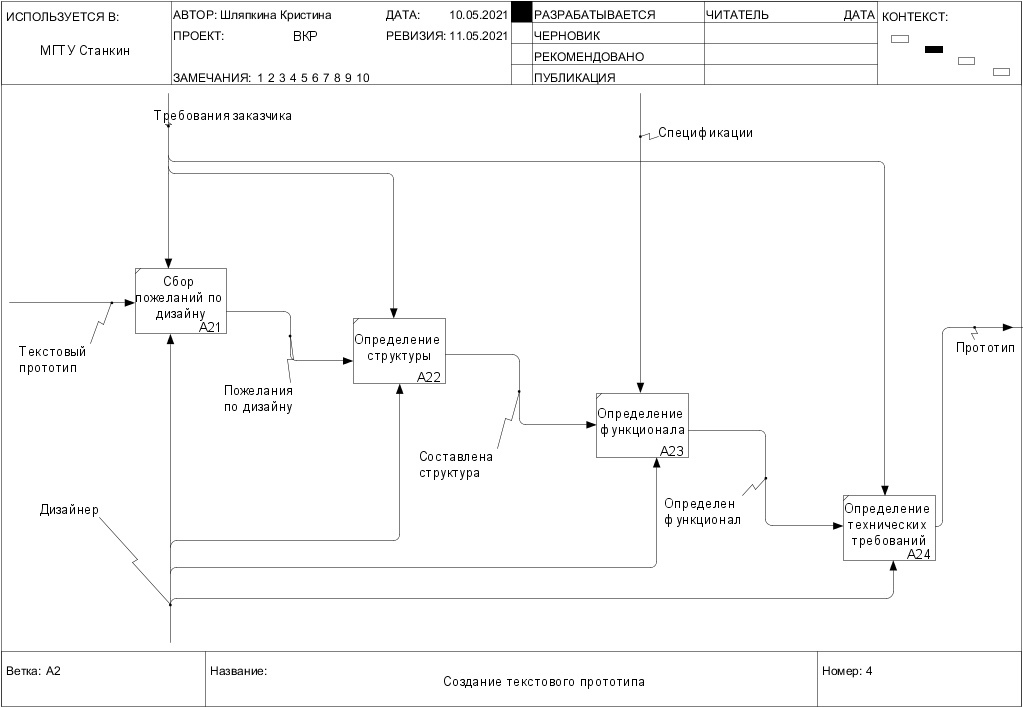 ИСПОЛЬЗУЕТСЯ В:
МГТУ Станкин
АВТОР: Шляпкина Кристина
ДАТА: 10.05.2021
ПРОЕКТ: ВКР
РЕВИЗИЯ: 11.05.2021
ЗАМЕЧАНИЯ: 1 2 3 4 5 6 7 8 9 10
РАЗРАБАТЫВАЕТСЯ
ЧЕРНОВИК
РЕКОМЕНДОВАНО
ПУБЛИКАЦИЯ
ЧИТАТЕЛЬ
ДАТА
КОНТЕКСТ:
Требования заказчика
Спецификации
Сбор
пожеланий по
дизайну
A21
Текстовый
прототип
Определение
структуры
A22
Прототип
Пожелания
по дизайну
Определение
функционала
A23
Составлена
структура
Определен
функционал
Дизайнер
Определение
технических
требований
A24
Ветка: A2
Название:
Создание текстового прототипа
Номер: 4